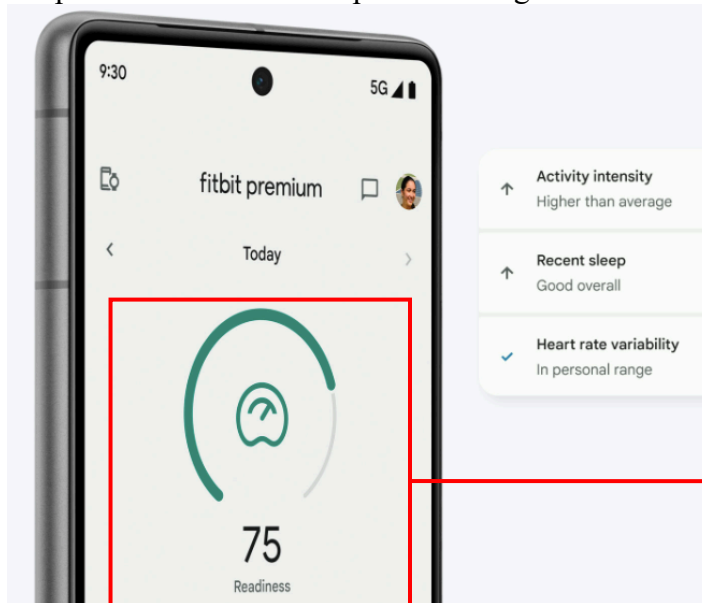 9:30
5G
fitbit premium
Today
75
Readiness
Activity intensity
Higher than average
Recent sleep
Good overall
Heart rate variability
In personal range